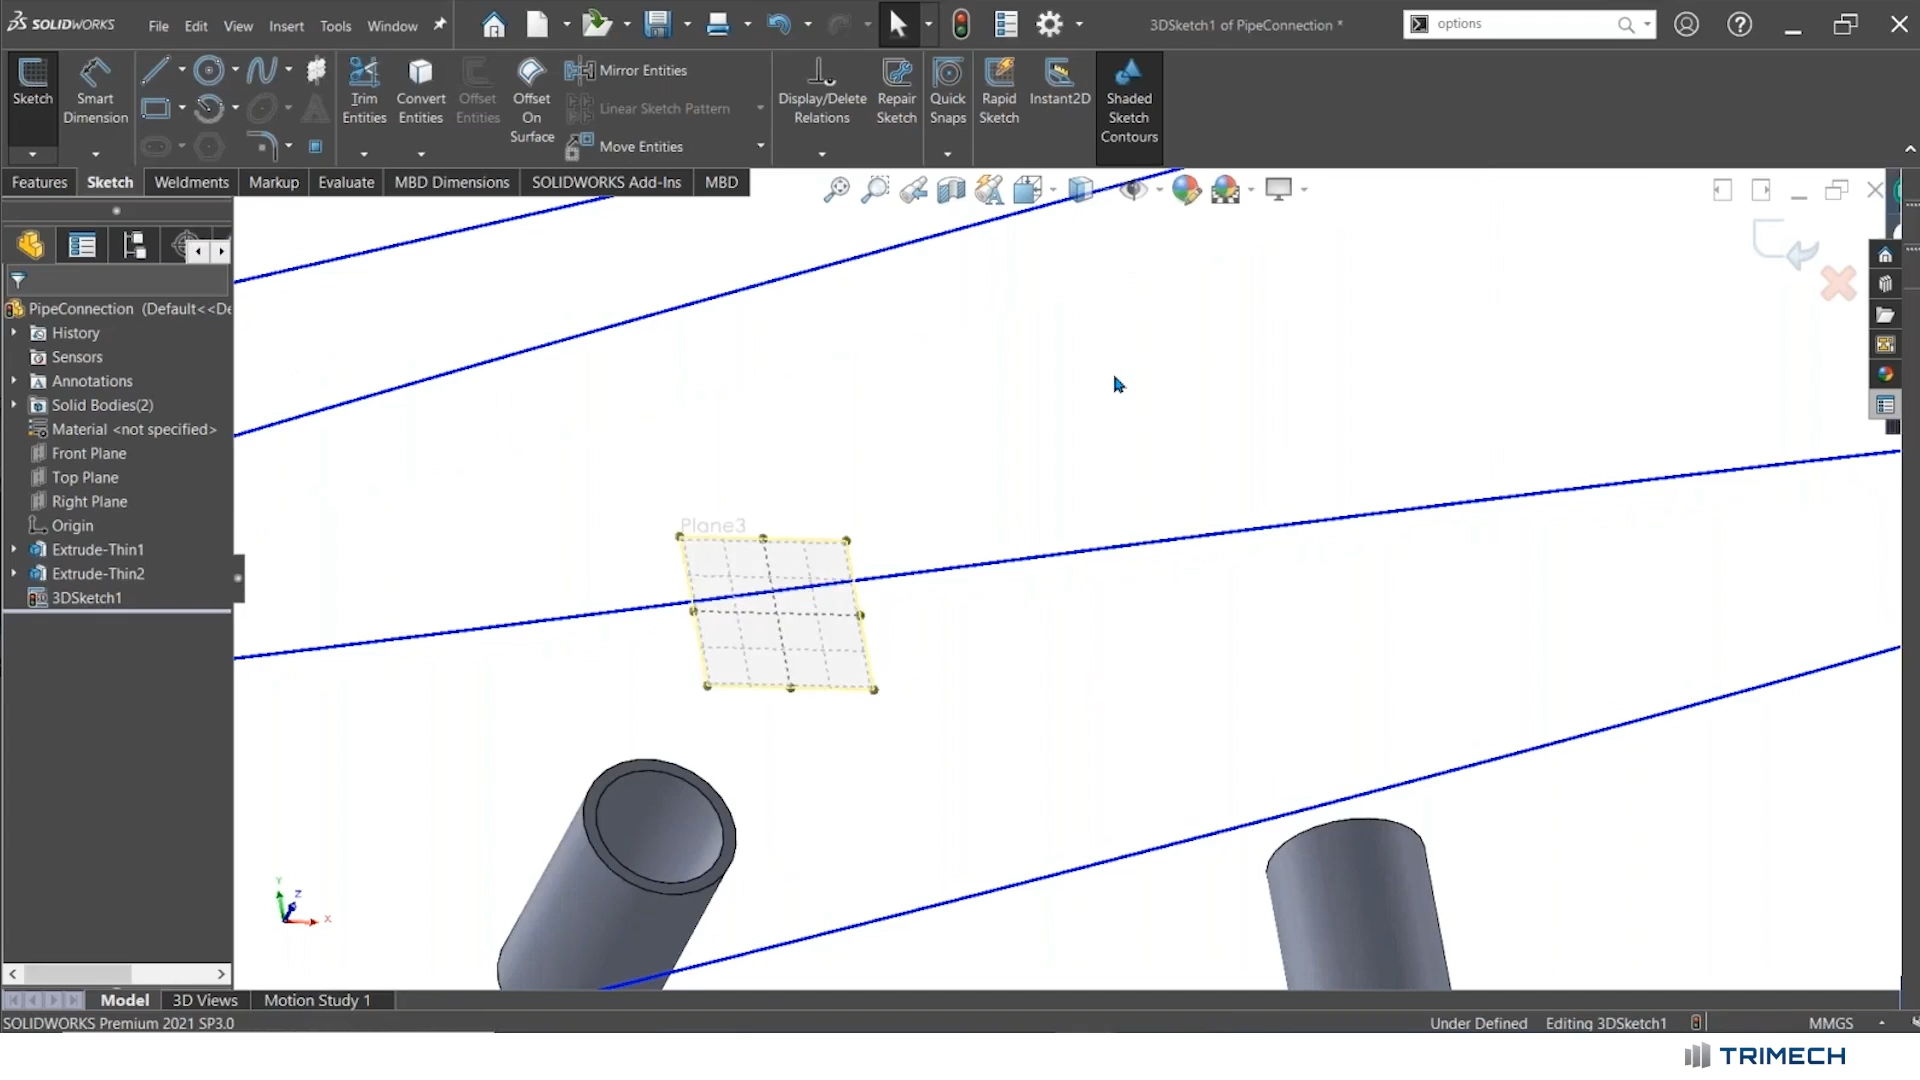 SOLIDWORKS File Edit View Insert Tools Window
3DSketch1 of PipeConnection *
options
Sketch
Smart
Dimension
Trim
Entities
Convert
Entities
Offset
Entities
Offset
On
Surface
Mirror Entities
Linear Sketch Pattern
Move Entities
Display/Delete
Relations
Repair
Sketch
Quick
Snaps
Rapid
Sketch
Instant2D
Shaded
Sketch
Contours
Features Sketch Weldments Markup Evaluate MBD Dimensions SOLIDWORKS Add-Ins MBD
PipeConnection (Default<<De
History
Sensors
Annotations
Solid Bodies(2)
Material <not specified>
Front Plane
Top Plane
Right Plane
Origin
Extrude-Thin1
Extrude-Thin2
3DSketch1
Plane3
Y
Z
X
Model 3D Views Motion Study 1
SOLIDWORKS Premium 2021 SP3.0
Under Defined Editing 3DSketch1 MMGS
TRIMECH